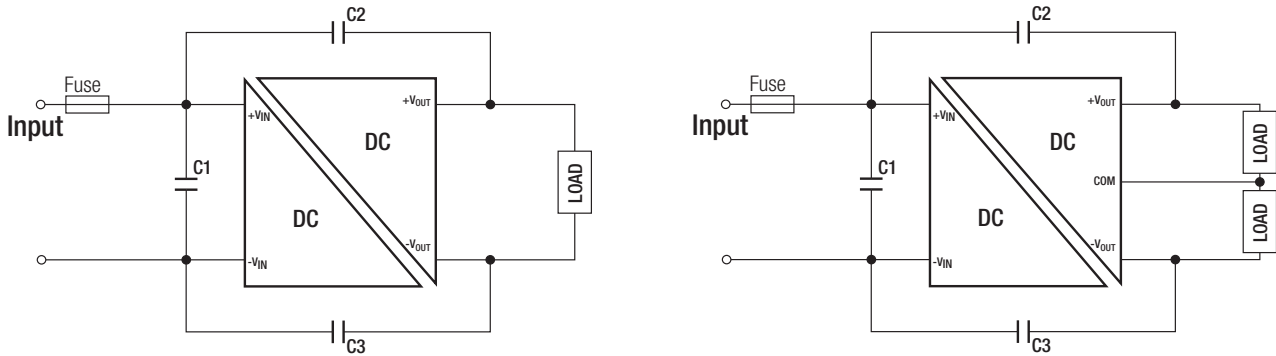 C2
Fuse
Input
+VIN
+VOUT
DC
C1
LOAD
DC
-VOUT
-VIN
C3
C2
Fuse
Input
+VIN
+VOUT
DC
LOAD
C1
COM
DC
LOAD
-VOUT
-VIN
C3